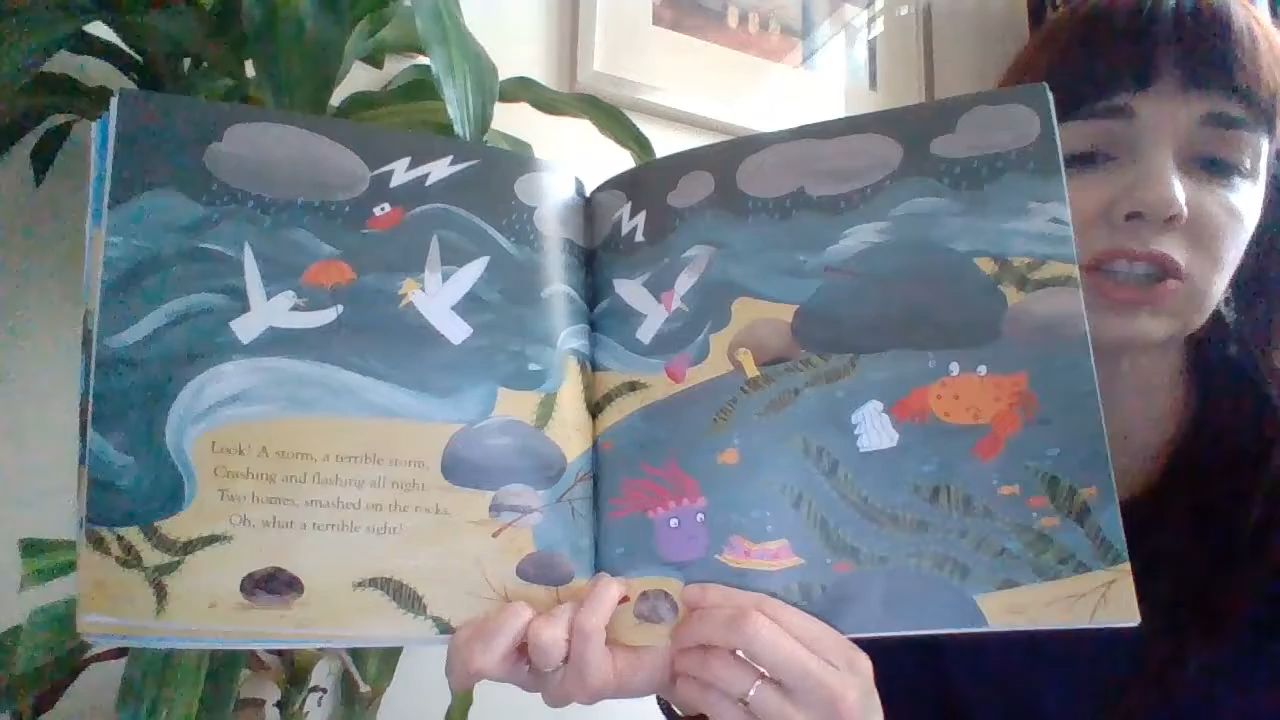 Look! A storm, a terrible storm,
Crashing and flashing all night.
Two homes, smashed on the rocks,
Oh, what a terrible sight!